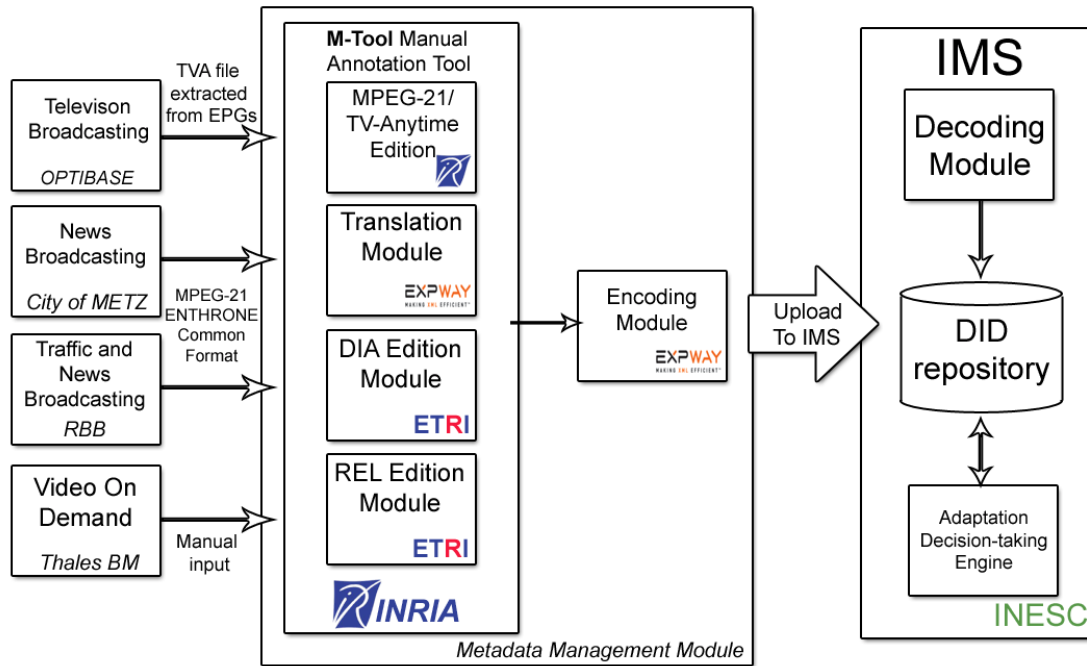 Televison
Broadcasting
OPTIBASE
TVA file
extracted
from EPGs
News
Broadcasting
City of METZ
MPEG-21
ENTHRONE
Common
Format
Traffic and
News
Broadcasting
RBB
Video On
Demand
Thales BM
Manual
input
M-Tool Manual
Annotation Tool
MPEG-21/
TV-Anytime
Edition
Translation
Module
EXPWAY
MAKING XML EFFICIENT
DIA Edition
Module
ETRI
REL Edition
Module
ETRI
INRIA
Encoding
Module
EXPWAY
MAKING XML EFFICIENT
Metadata Management Module
Upload
To IMS
IMS
Decoding
Module
DID
repository
Adaptation
Decision-taking
Engine
INESC